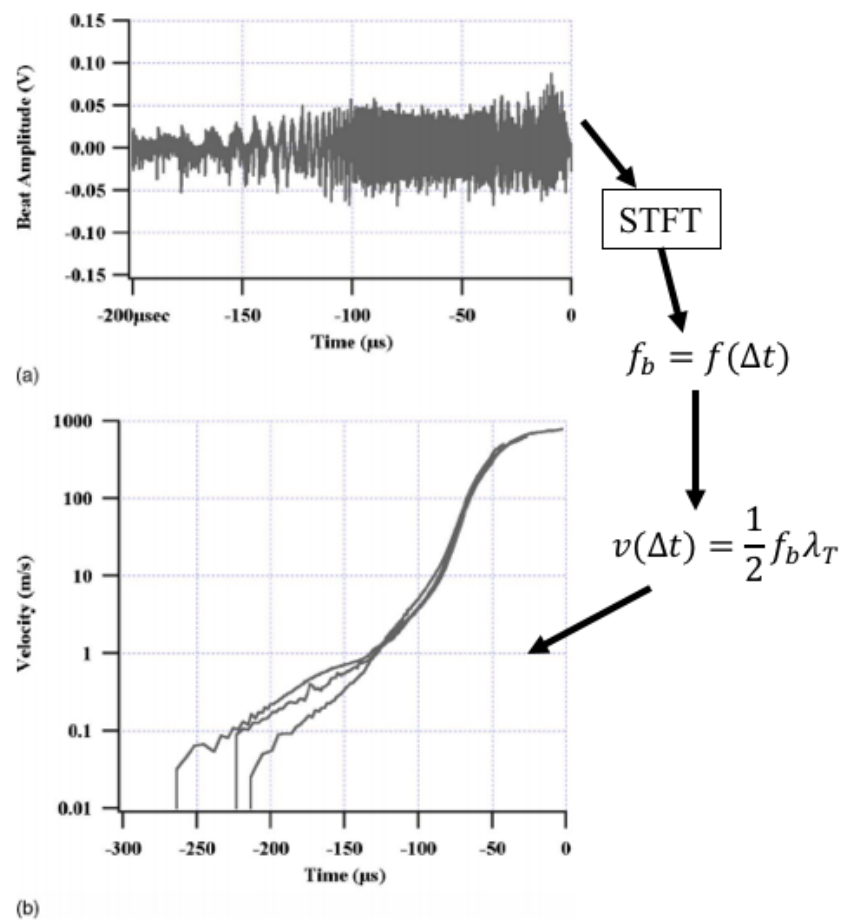 0.15
0.10
0.05
0.00
-0.05
-0.10
-0.15
Beat Amplitude (V)
-200μsec
-150
-100
-50
0
Time (μs)
(a)
STFT
f_b = f(Δt)
v(Δt) = 1/2 f_b λ_T
1000
100
10
1
0.1
0.01
Velocity (m/s)
-300
-250
-200
-150
-100
-50
0
Time (μs)
(b)